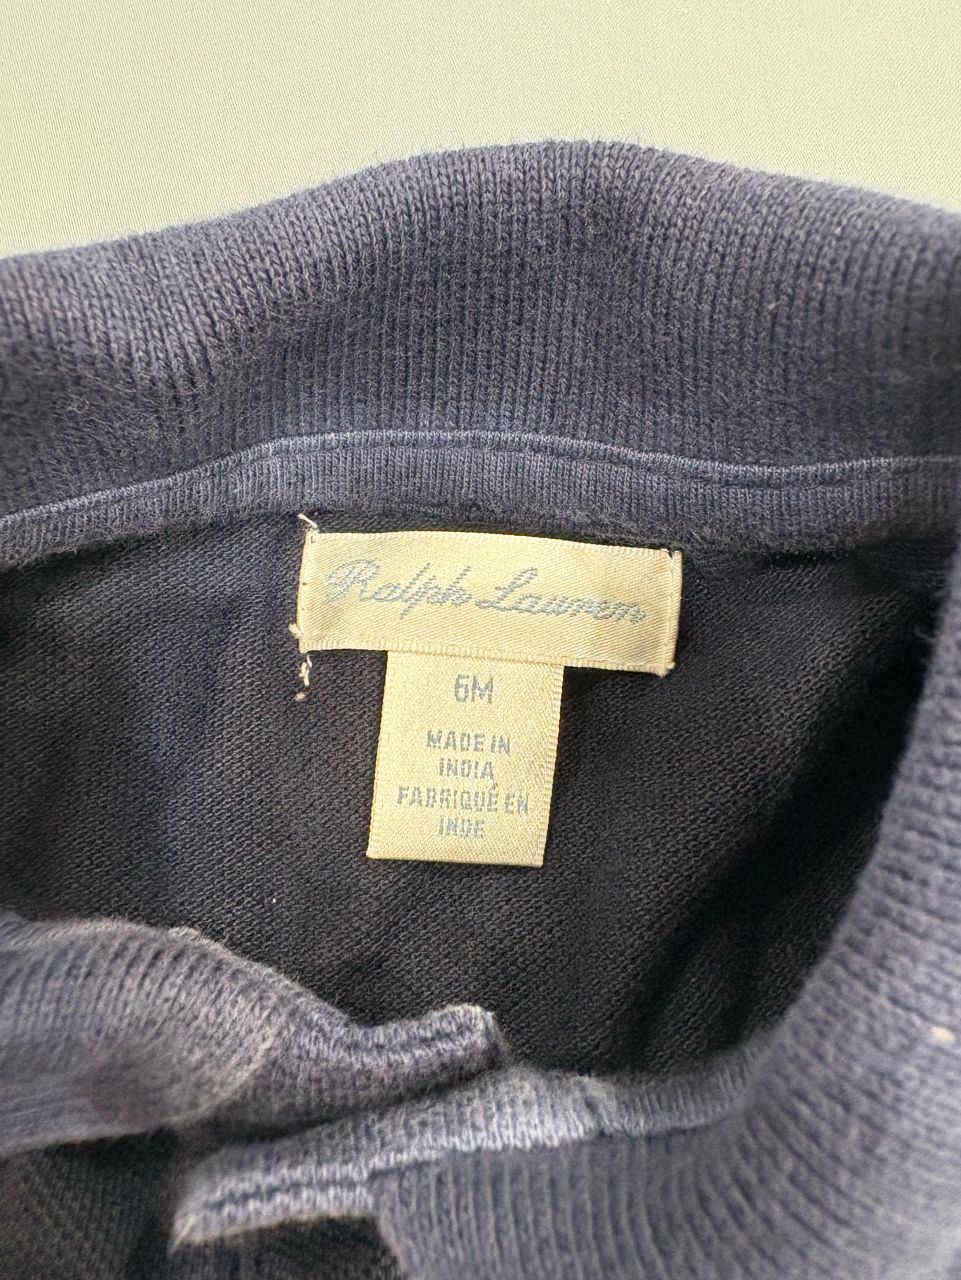 Ralph Lauren
6M
MADE IN
INDIA
FABRIQUÉ EN
INDE